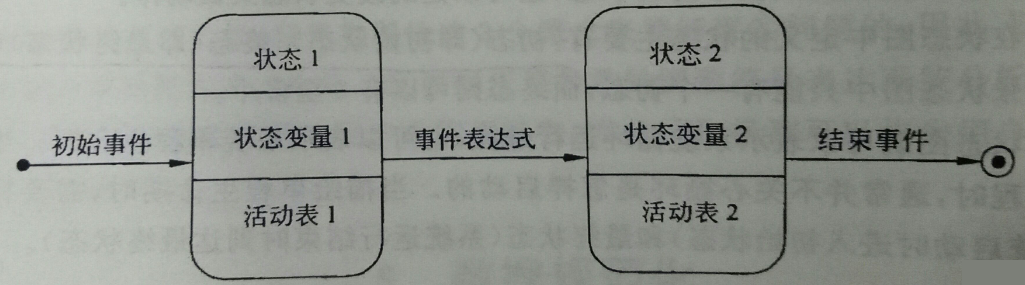 状态 1
状态 2
初始事件
状态变量 1
事件表达式
状态变量 2
结束事件
活动表 1
活动表 2